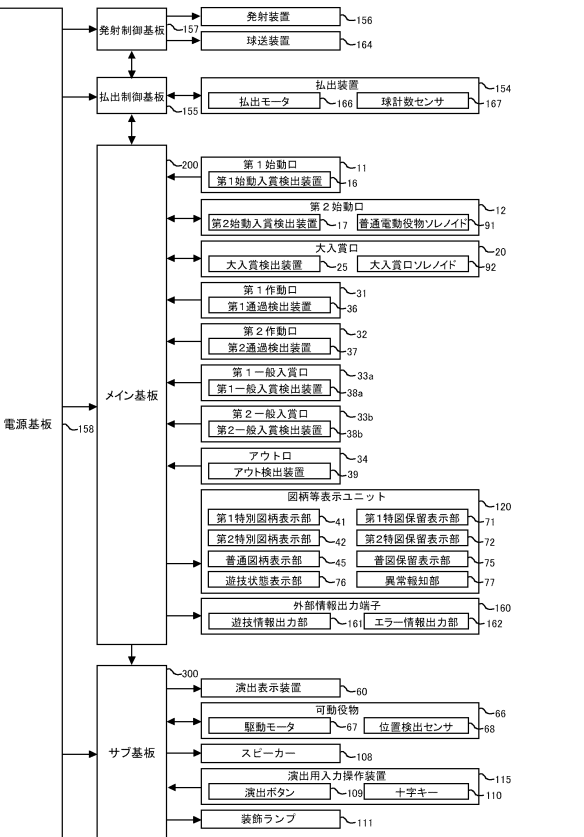 発射制御基板
157
発射装置
156
球送装置
164
払出制御基板
155
払出装置
154
払出モータ
166
球計数センサ
167
メイン基板
200
第1始動口
11
第1始動入賞検出装置
16
第2始動口
12
第2始動入賞検出装置
17
普通電動役物ソレノイド
91
大入賞口
20
大入賞検出装置
25
大入賞口ソレノイド
92
第1作動口
31
第1通過検出装置
36
第2作動口
32
第2通過検出装置
37
第1一般入賞口
33a
第1一般入賞検出装置
38a
第2一般入賞口
33b
第2一般入賞検出装置
38b
アウト口
34
アウト検出装置
39
電源基板
158
図柄等表示ユニット
120
第1特別図柄表示部
41
第1特図保留表示部
71
第2特別図柄表示部
42
第2特図保留表示部
72
普通図柄表示部
45
普図保留表示部
75
遊技状態表示部
76
異常報知部
77
外部情報出力端子
160
遊技情報出力部
161
エラー情報出力部
162
サブ基板
300
演出表示装置
60
可動役物
66
駆動モータ
67
位置検出センサ
68
スピーカー
108
演出用入力操作装置
115
演出ボタン
109
十字キー
110
装飾ランプ
111